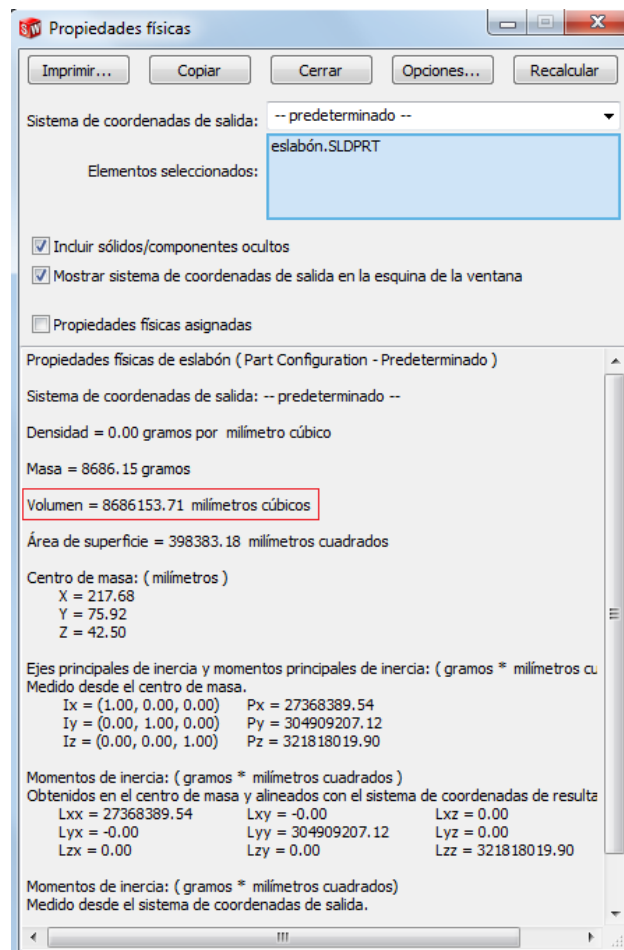 Propiedades físicas
Imprimir... Copiar Cerrar Opciones... Recalcular
Sistema de coordenadas de salida: -- predeterminado --
Elementos seleccionados: eslabón.SLDPRT
Incluir sólidos/componentes ocultos
Mostrar sistema de coordenadas de salida en la esquina de la ventana
Propiedades físicas asignadas
Propiedades físicas de eslabón ( Part Configuration - Predeterminado )
Sistema de coordenadas de salida: -- predeterminado --
Densidad = 0.00 gramos por milímetro cúbico
Masa = 8686.15 gramos
Volumen = 8686153.71 milímetros cúbicos
Área de superficie = 398383.18 milímetros cuadrados
Centro de masa: ( milímetros )
X = 217.68
Y = 75.92
Z = 42.50
Ejes principales de inercia y momentos principales de inercia: ( gramos * milímetros cu
Medido desde el centro de masa.
Ix = (1.00, 0.00, 0.00) Px = 27368389.54
Iy = (0.00, 1.00, 0.00) Py = 304909207.12
Iz = (0.00, 0.00, 1.00) Pz = 321818019.90
Momentos de inercia: ( gramos * milímetros cuadrados )
Obtenidos en el centro de masa y alineados con el sistema de coordenadas de resulta
Lxx = 27368389.54 Lxy = -0.00 Lxz = 0.00
Lyx = -0.00 Lyy = 304909207.12 Lyz = 0.00
Lzx = 0.00 Lzy = 0.00 Lzz = 321818019.90
Momentos de inercia: ( gramos * milímetros cuadrados)
Medido desde el sistema de coordenadas de salida.